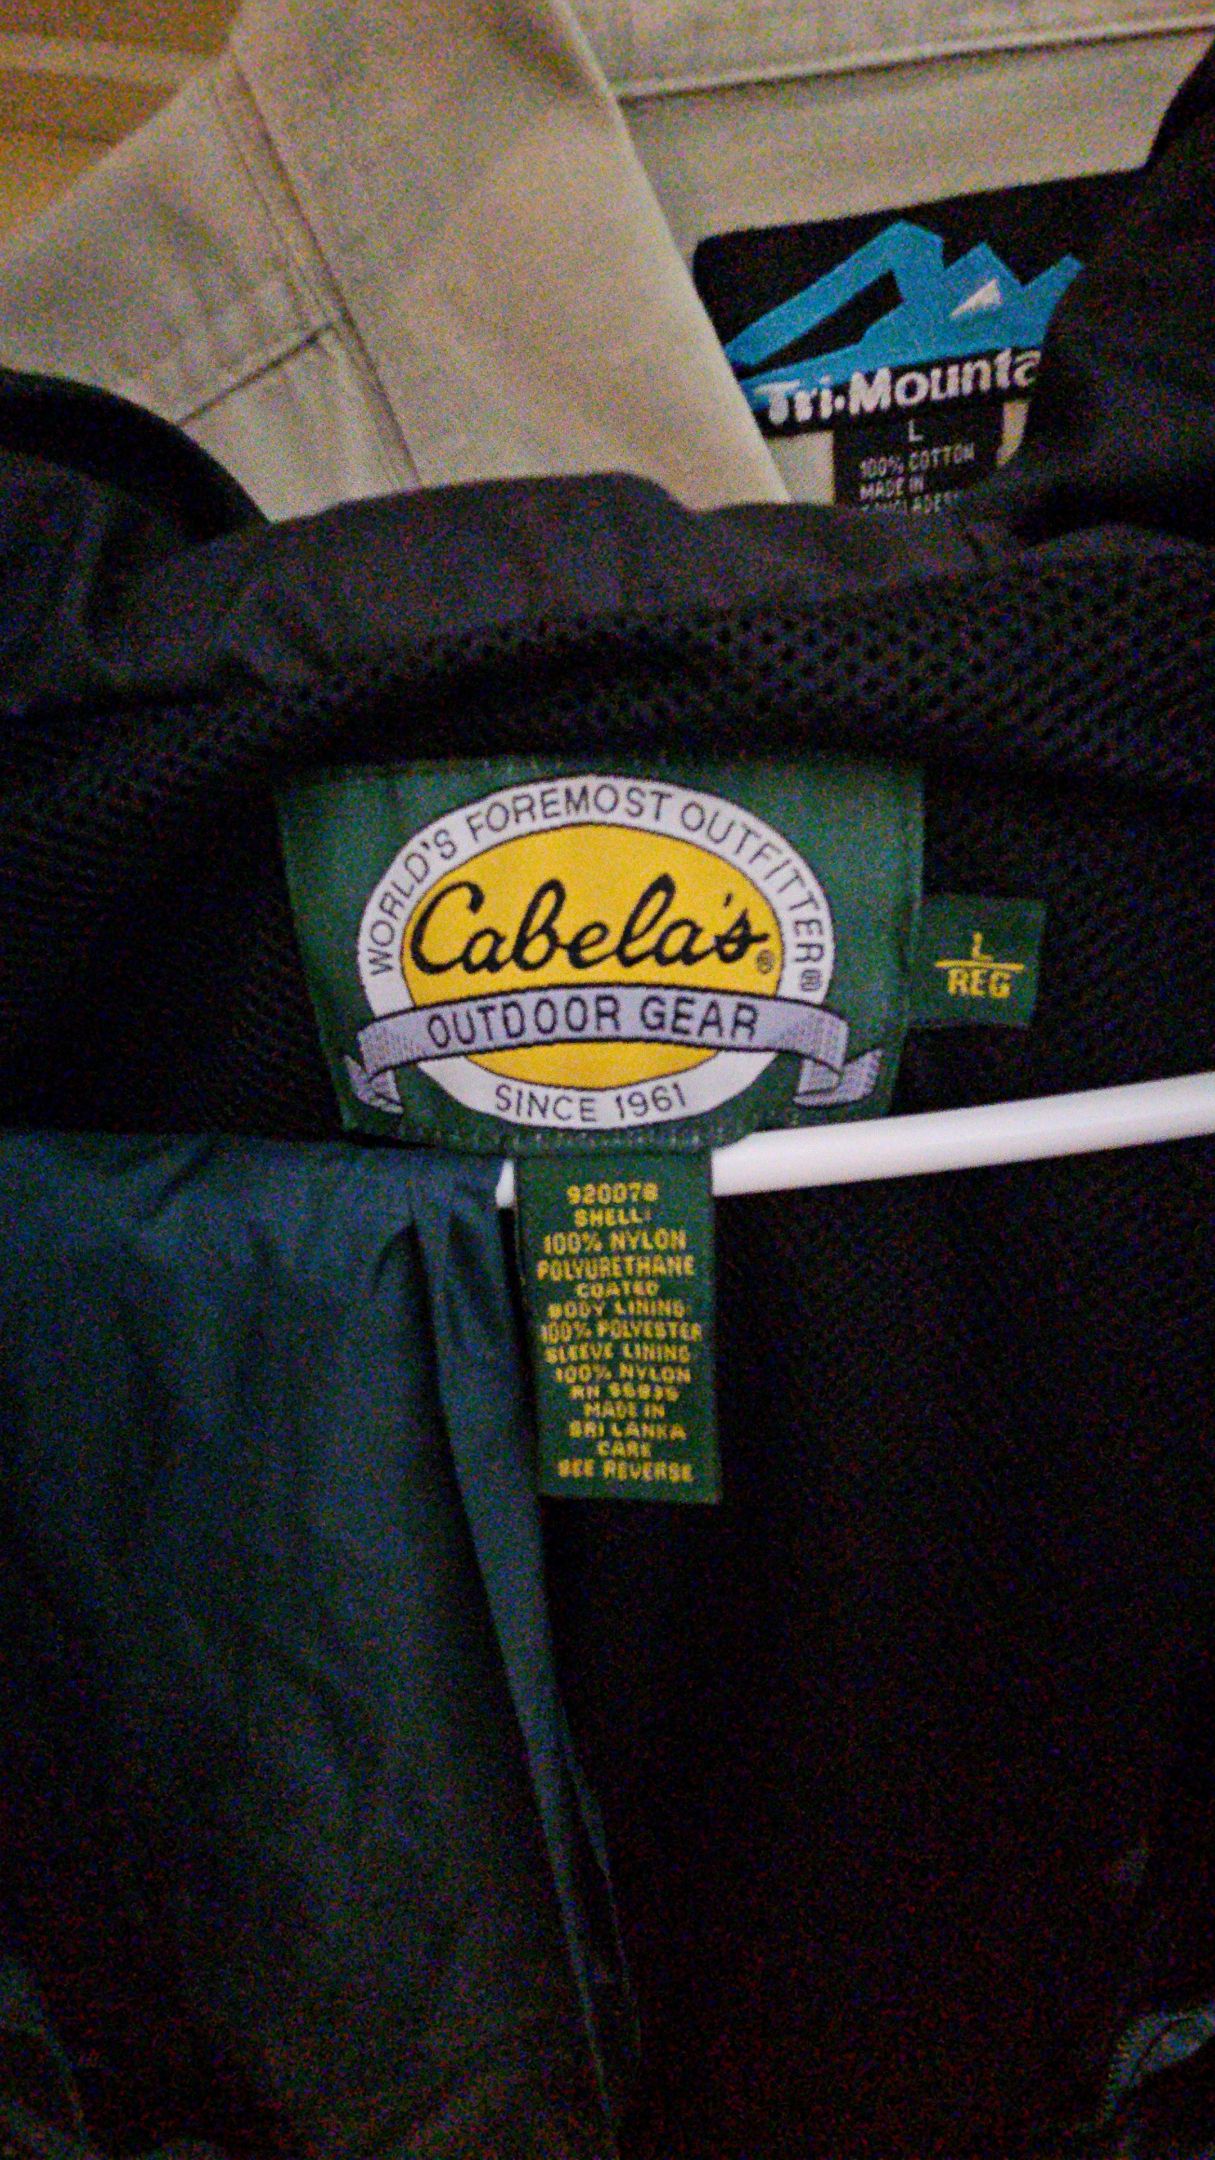 Tri-Mounta
L
100% COTTON
MADE IN
WORLD'S FOREMOST OUTFITTER®
Cabela's®
OUTDOOR GEAR
SINCE 1961
L
REG
920078
SHELL:
100% NYLON
POLYURETHANE
COATED
BODY LINING:
100% POLYESTER
SLEEVE LINING
100% NYLON
RN
MADE IN
SRI LANKA
CARE
SEE REVERSE